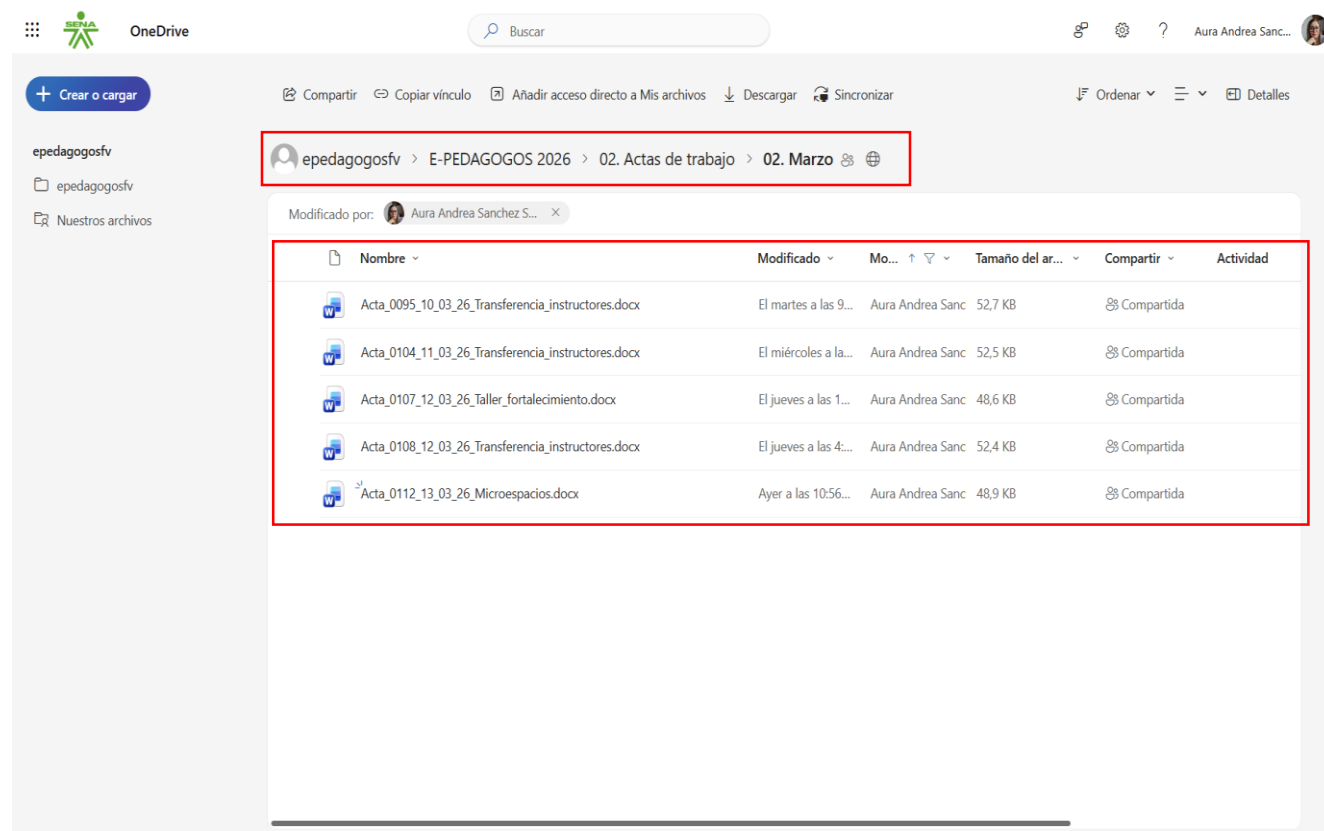 SENA
OneDrive
Buscar
?
Aura Andrea Sanc...
+ Crear o cargar
Compartir
Copiar vínculo
Añadir acceso directo a Mis archivos
Descargar
Sincronizar
Ordenar
Detalles
epedagogosfv
epedagogosfv
Nuestros archivos
epedagogosfv > E-PEDAGOGOS 2026 > 02. Actas de trabajo > 02. Marzo
Modificado por: Aura Andrea Sanchez S... ×
Nombre Modificado Mo... ↑ Tamaño del ar... Compartir Actividad
Acta_0095_10_03_26_Transferencia_instructores.docx El martes a las 9... Aura Andrea Sanc 52,7 KB Compartida
Acta_0104_11_03_26_Transferencia_instructores.docx El miércoles a la... Aura Andrea Sanc 52,5 KB Compartida
Acta_0107_12_03_26_Taller_fortalecimiento.docx El jueves a las 1... Aura Andrea Sanc 48,6 KB Compartida
Acta_0108_12_03_26_Transferencia_instructores.docx El jueves a las 4:... Aura Andrea Sanc 52,4 KB Compartida
Acta_0112_13_03_26_Microespacios.docx Ayer a las 10:56... Aura Andrea Sanc 48,9 KB Compartida